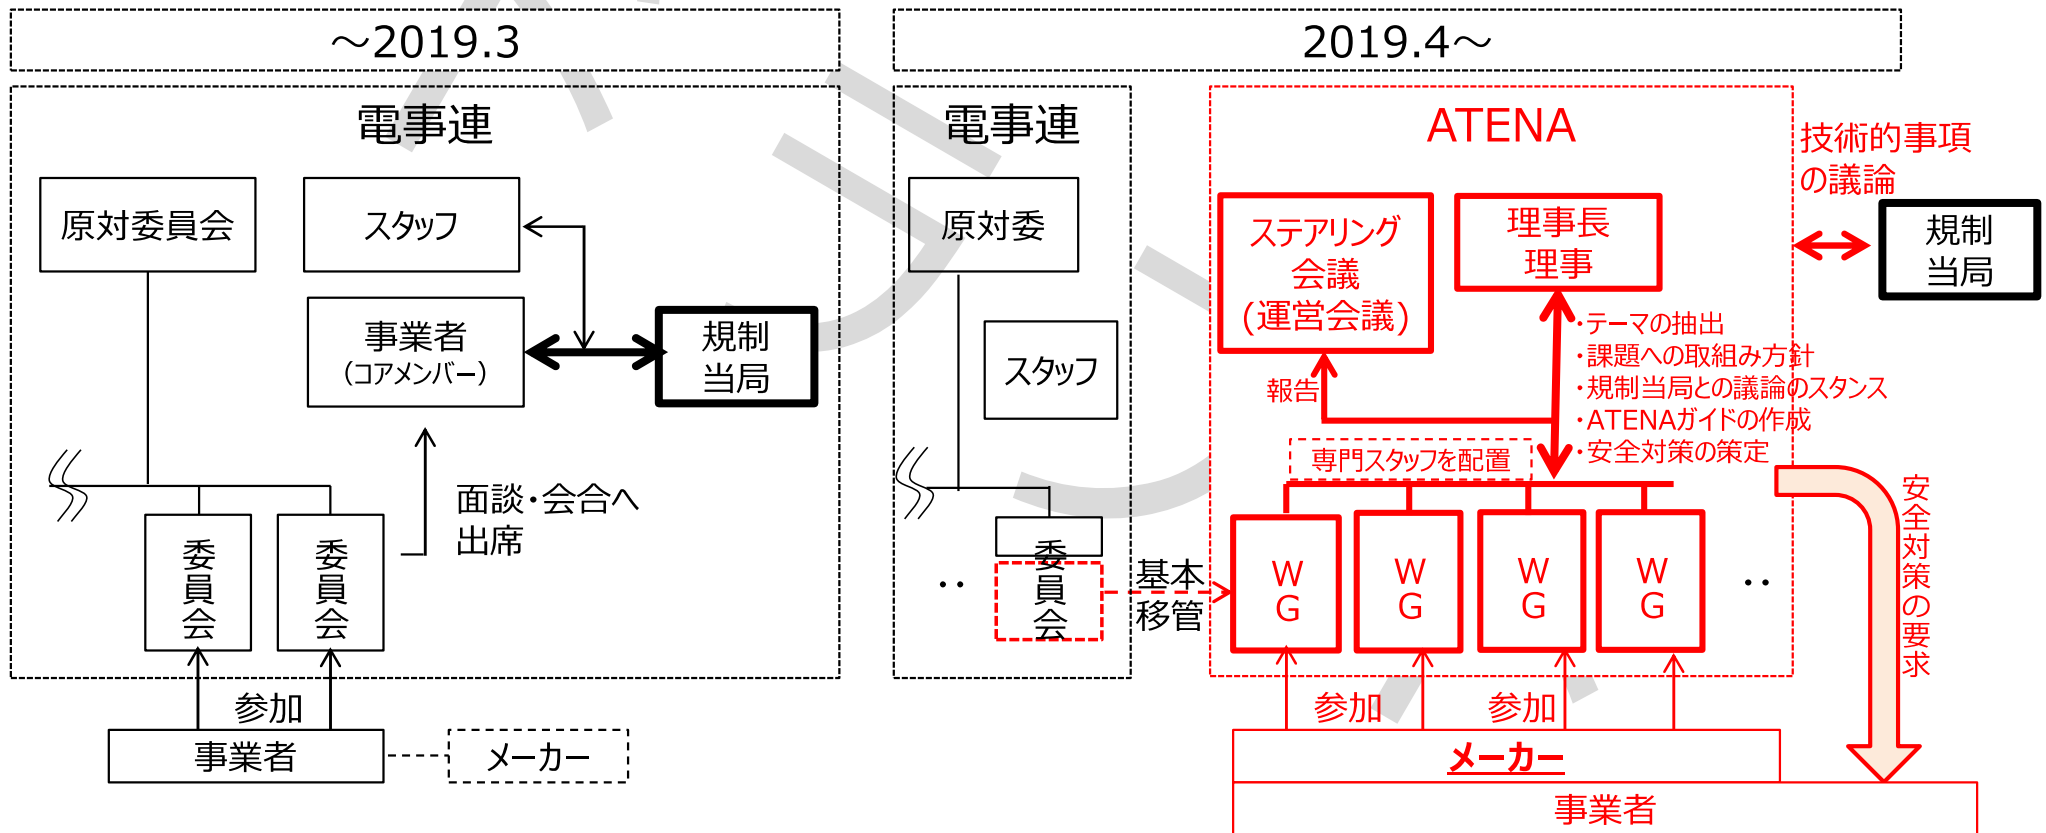 ～2019.3
電事連
原対委員会
スタッフ
事業者
（コアメンバー）
規制
当局
面談・会合へ
出席
委員会
委員会
参加
事業者
メーカー
2019.4～
電事連
原対委
スタッフ
‥
委員会
基本
移管
ATENA
ステアリング
会議
(運営会議)
理事長
理事
技術的事項
の議論
規制
当局
・テーマの抽出
・課題への取組み方針
・規制当局との議論のスタンス
・ATENAガイドの作成
・安全対策の策定
報告
専門スタッフを配置
WG
WG
WG
WG
‥
安全対策の要求
参加
参加
メーカー
事業者